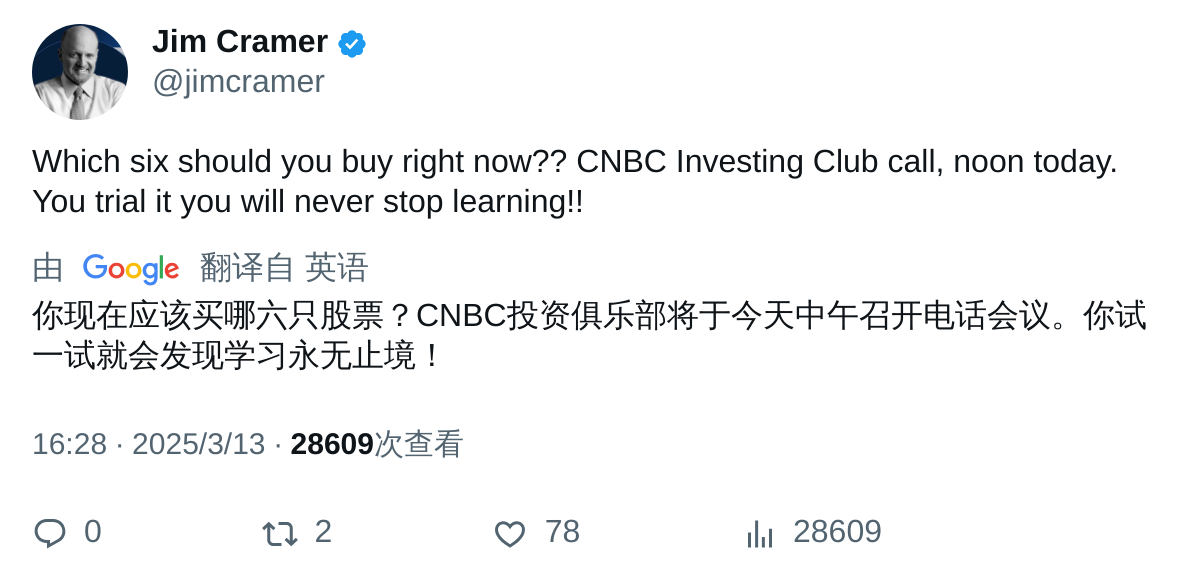 Jim Cramer
@jimcramer
Which six should you buy right now?? CNBC Investing Club call, noon today.
You trial it you will never stop learning!!
由 Google 翻译自 英语
你现在应该买哪六只股票？CNBC投资俱乐部将于今天中午召开电话会议。你试
一试就会发现学习永无止境！
16:28 · 2025/3/13 · 28609次查看
0 2 78 28609